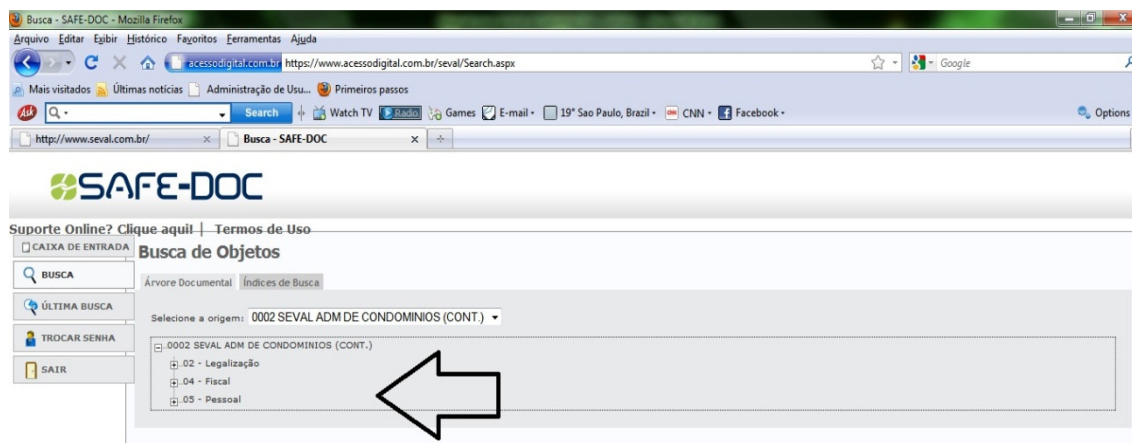 Busca - SAFE-DOC - Mozilla Firefox
Arquivo Editar Exibir Histórico Favoritos Ferramentas Ajuda
acessodigital.com.br https://www.acessodigital.com.br/seval/Search.aspx Google
Mais visitados Últimas notícias Administração de Usu... Primeiros passos
Ask Search Watch TV Radio Games E-mail 19° Sao Paulo, Brazil CNN Facebook Options
http://www.seval.com.br/ Busca - SAFE-DOC
SAFE-DOC
Suporte Online? Clique aqui! | Termos de Uso
CAIXA DE ENTRADA
Busca de Objetos
BUSCA
Árvore Documental Índices de Busca
ÚLTIMA BUSCA
Selecione a origem: 0002 SEVAL ADM DE CONDOMINIOS (CONT.)
TROCAR SENHA
0002 SEVAL ADM DE CONDOMINIOS (CONT.)
02 - Legalização
SAIR
04 - Fiscal
05 - Pessoal